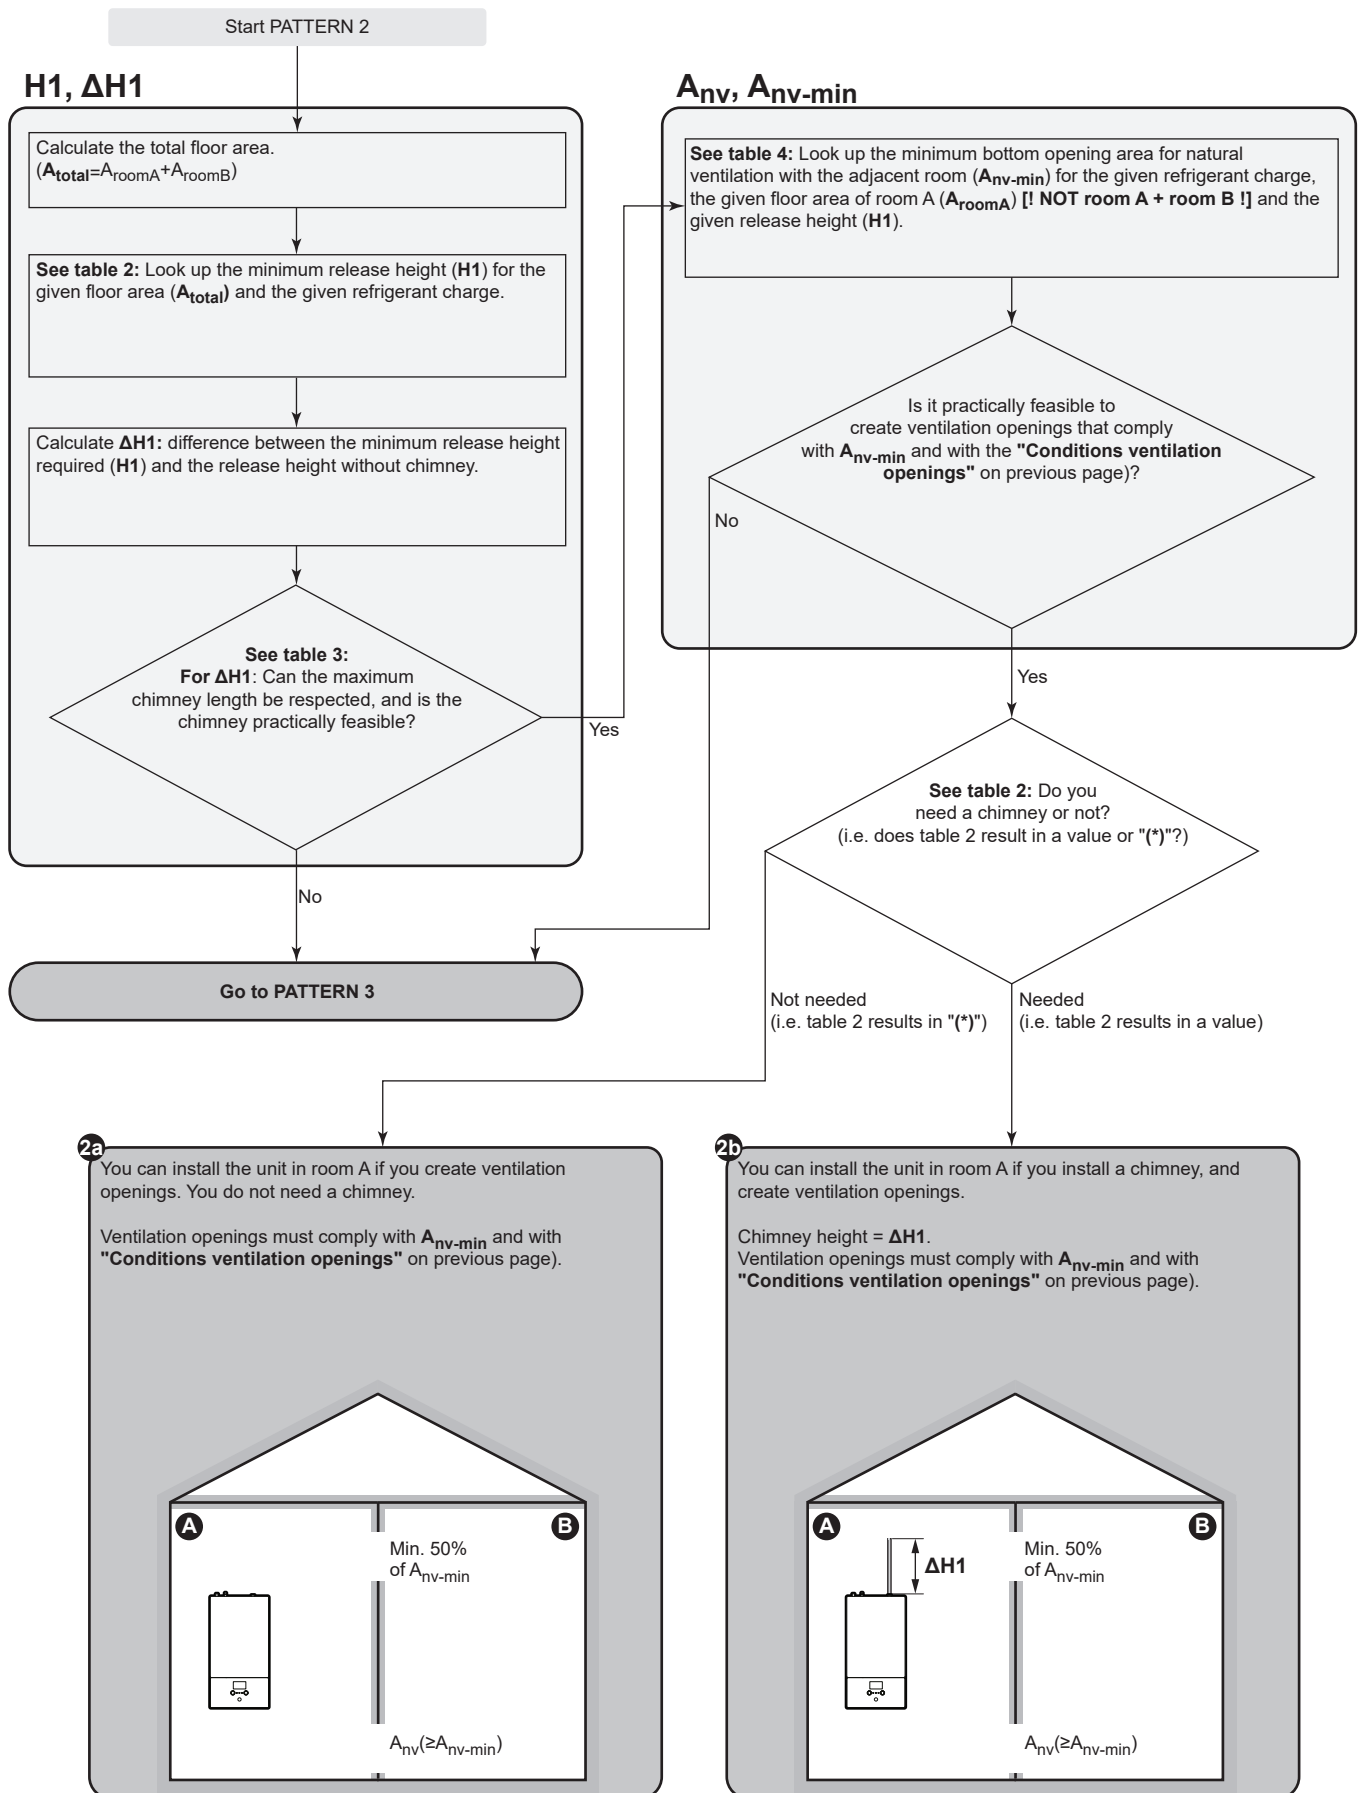 Start PATTERN 2
H1, ΔH1
Calculate the total floor area.
(Atotal=AroomA+AroomB)
See table 2: Look up the minimum release height (H1) for the
given floor area (Atotal) and the given refrigerant charge.
Calculate ΔH1: difference between the minimum release height
required (H1) and the release height without chimney.
See table 3:
For ΔH1: Can the maximum
chimney length be respected, and is the
chimney practically feasible?
Yes
No
Go to PATTERN 3
Anv, Anv-min
See table 4: Look up the minimum bottom opening area for natural
ventilation with the adjacent room (Anv-min) for the given refrigerant charge,
the given floor area of room A (AroomA) [! NOT room A + room B !] and the
given release height (H1).
Is it practically feasible to
create ventilation openings that comply
with Anv-min and with the "Conditions ventilation
openings" on previous page)?
No
Yes
See table 2: Do you
need a chimney or not?
(i.e. does table 2 result in a value or "(*)"?)
Not needed
(i.e. table 2 results in "(*)")
Needed
(i.e. table 2 results in a value)
2a
You can install the unit in room A if you create ventilation
openings. You do not need a chimney.
Ventilation openings must comply with Anv-min and with
"Conditions ventilation openings" on previous page).
A
B
Min. 50%
of Anv-min
Anv(≥Anv-min)
2b
You can install the unit in room A if you install a chimney, and
create ventilation openings.
Chimney height = ΔH1.
Ventilation openings must comply with Anv-min and with
"Conditions ventilation openings" on previous page).
A
B
ΔH1
Min. 50%
of Anv-min
Anv(≥Anv-min)